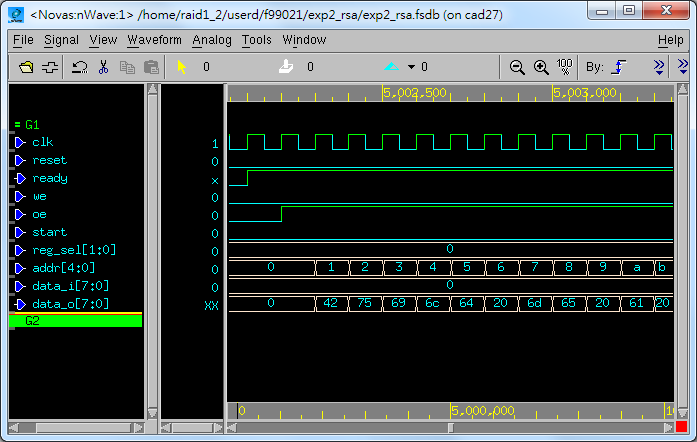 <Novas:nWave:1> /home/raid1_2/userd/f99021/exp2_rsa/exp2_rsa.fsdb (on cad27)
File Signal View Waveform Analog Tools Window Help
0 0 0 100 % By:
5,002,500 5,003,000
= G1
clk 1
reset 0
ready x
we 0
oe 0
start 0
reg_sel[1:0] 0 0
addr[4:0] 0 0 1 2 3 4 5 6 7 8 9 a b
data_i[7:0] 0 0
data_o[7:0] XX 0 42 75 69 6c 64 20 6d 65 20 61 20
G2
0 5,000,000 10